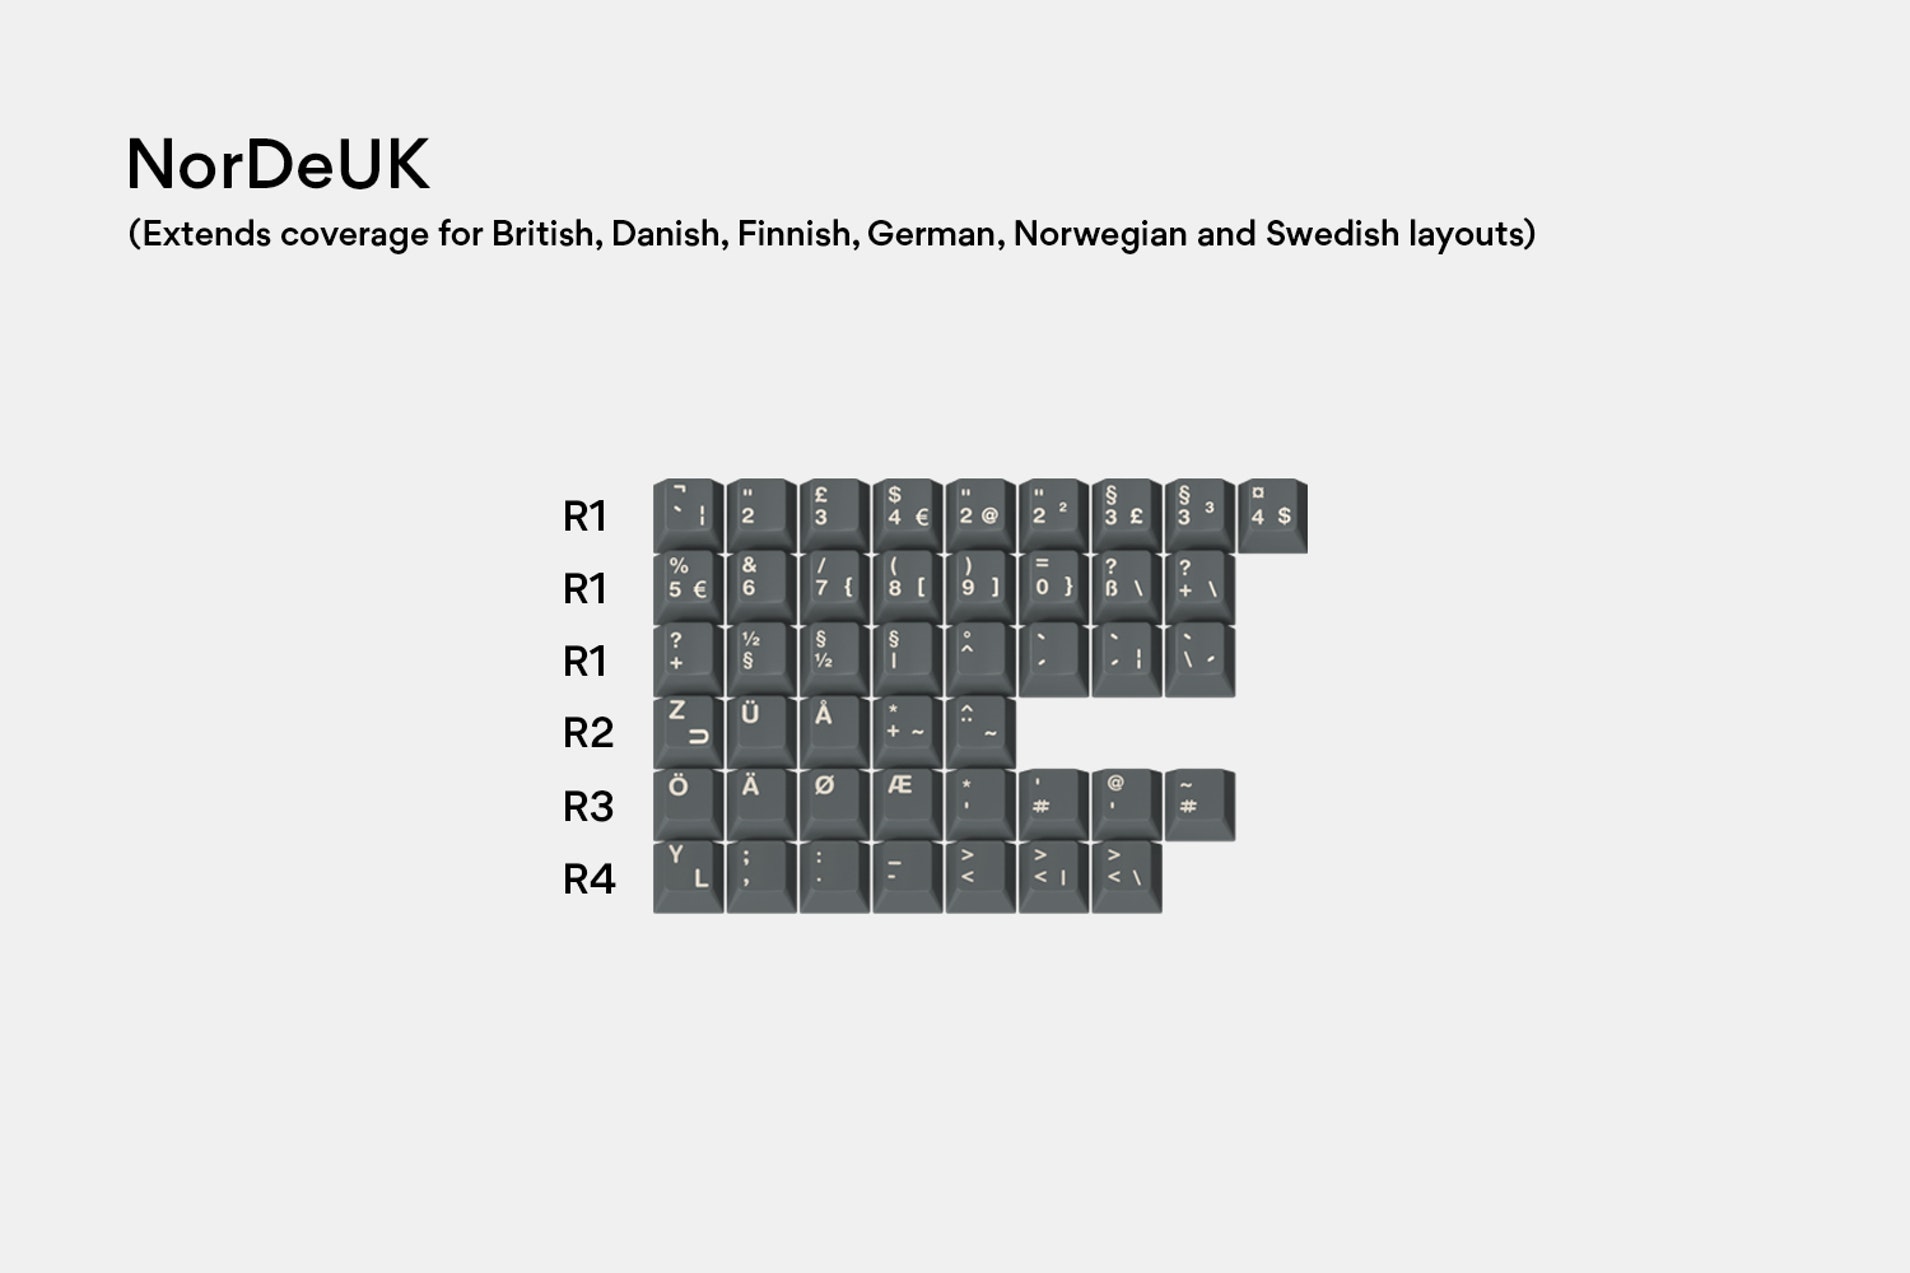 NorDeUK
(Extends coverage for British, Danish, Finnish, German, Norwegian and Swedish layouts)
R1 ¬ ` ¦ " 2 £ 3 $ 4 € " 2 @ " 2 ² § 3 £ § 3 ³ ¤ 4 $
R1 % 5 € & 6 / 7 { ( 8 [ ) 9 ] = 0 } ? ß \ ? + \
R1 ? + ½ § § ½ § | ° ^ ` ´ ` ´ ¦ ` \ ´
R2 Z ⊃ Ü Å * + ~ ^ ¨ ~
R3 Ö Ä Ø Æ * ' ' # @ ' ~ #
R4 Y L ; , : . _ - > < > < | > < \